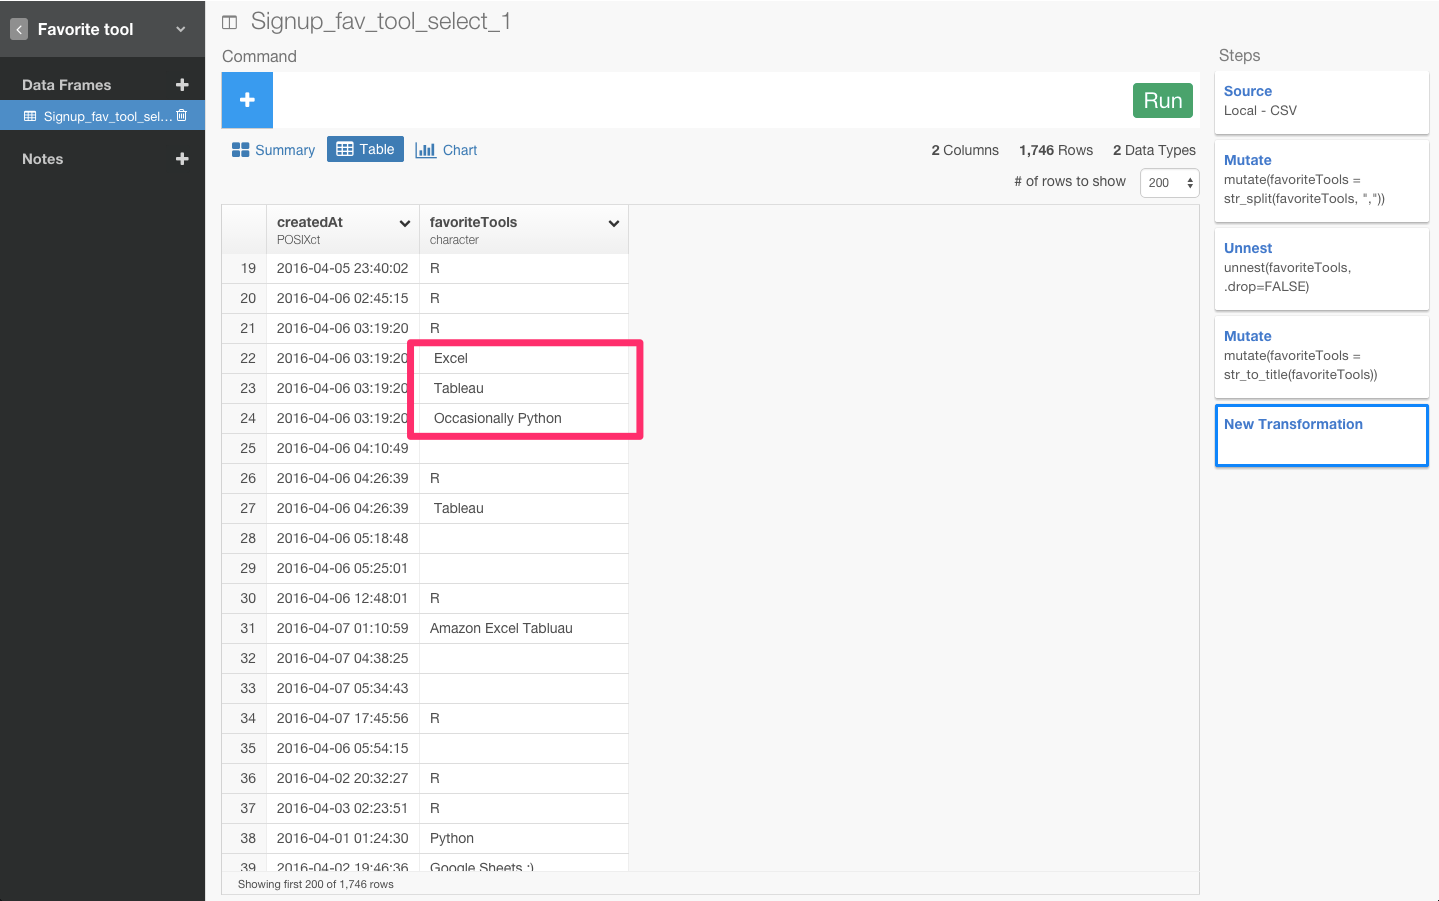 Favorite tool
Data Frames
Signup_fav_tool_sel...
Notes
Signup_fav_tool_select_1
Command
Run
Summary Table Chart
2 Columns 1,746 Rows 2 Data Types
# of rows to show 200
createdAt favoriteTools
POSIXct character
19 2016-04-05 23:40:02 R
20 2016-04-06 02:45:15 R
21 2016-04-06 03:19:20 R
22 2016-04-06 03:19:20 Excel
23 2016-04-06 03:19:20 Tableau
24 2016-04-06 03:19:20 Occasionally Python
25 2016-04-06 04:10:49
26 2016-04-06 04:26:39 R
27 2016-04-06 04:26:39 Tableau
28 2016-04-06 05:18:48
29 2016-04-06 05:25:01
30 2016-04-06 12:48:01 R
31 2016-04-07 01:10:59 Amazon Excel Tabluau
32 2016-04-07 04:38:25
33 2016-04-07 05:34:43
34 2016-04-07 17:45:56 R
35 2016-04-06 05:54:15
36 2016-04-02 20:32:27 R
37 2016-04-03 02:23:51 R
38 2016-04-01 01:24:30 Python
39 2016-04-02 19:46:36 Google Sheets :)
Showing first 200 of 1,746 rows
Steps
Source
Local - CSV
Mutate
mutate(favoriteTools =
str_split(favoriteTools, ","))
Unnest
unnest(favoriteTools,
.drop=FALSE)
Mutate
mutate(favoriteTools =
str_to_title(favoriteTools))
New Transformation